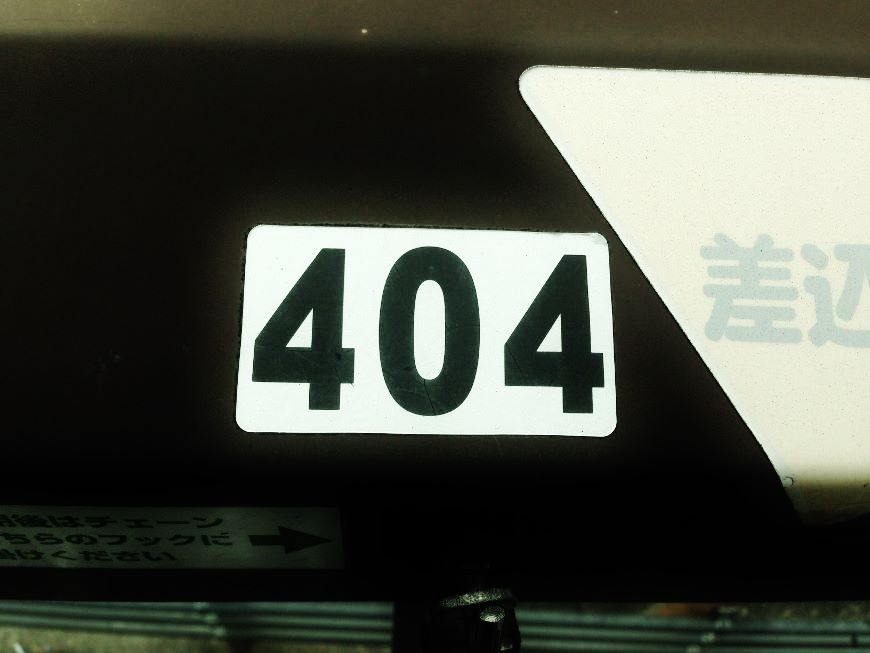 404
差込
後はチェーン
ちらのフックに
掛けください